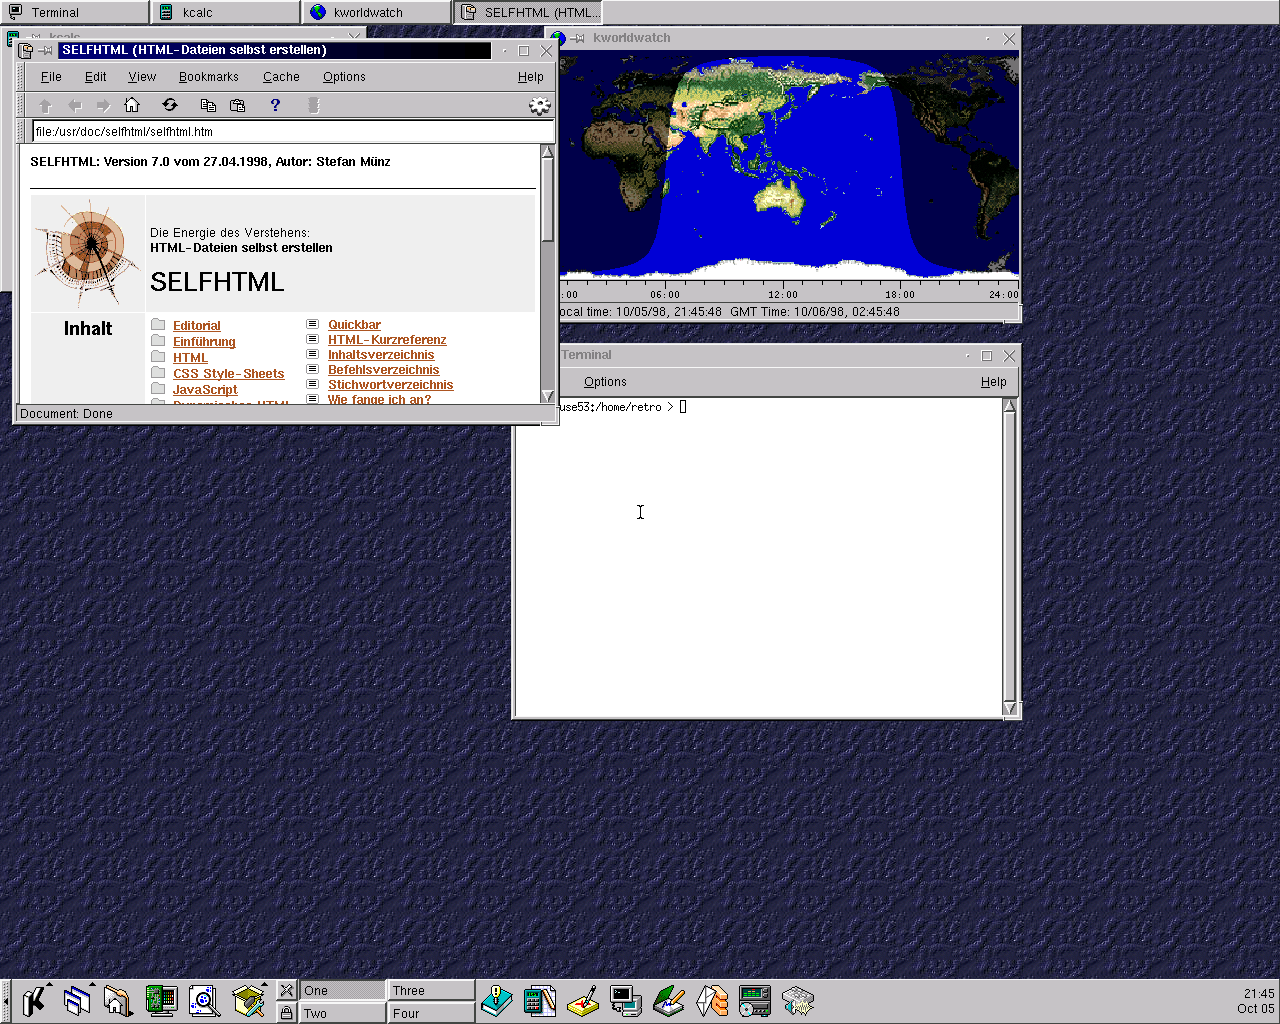 Terminal
kcalc
kworldwatch
SELFHTML (HTML...
kcalc
SELFHTML (HTML-Dateien selbst erstellen)
File Edit View Bookmarks Cache Options Help
file:/usr/doc/selfhtml/selfhtml.htm
SELFHTML: Version 7.0 vom 27.04.1998, Autor: Stefan Münz
Die Energie des Verstehens:
HTML-Dateien selbst erstellen
SELFHTML
Inhalt
Editorial
Einführung
HTML
CSS Style-Sheets
JavaScript
Dynamisches HTML
Quickbar
HTML-Kurzreferenz
Inhaltsverzeichnis
Befehlsverzeichnis
Stichwortverzeichnis
Wie fange ich an?
Document: Done
kworldwatch
:00 06:00 12:00 18:00 24:00
ocal time: 10/05/98, 21:45:48 GMT Time: 10/06/98, 02:45:48
Terminal
Options Help
use53:/home/retro >
One
Two
Three
Four
21:45
Oct 05